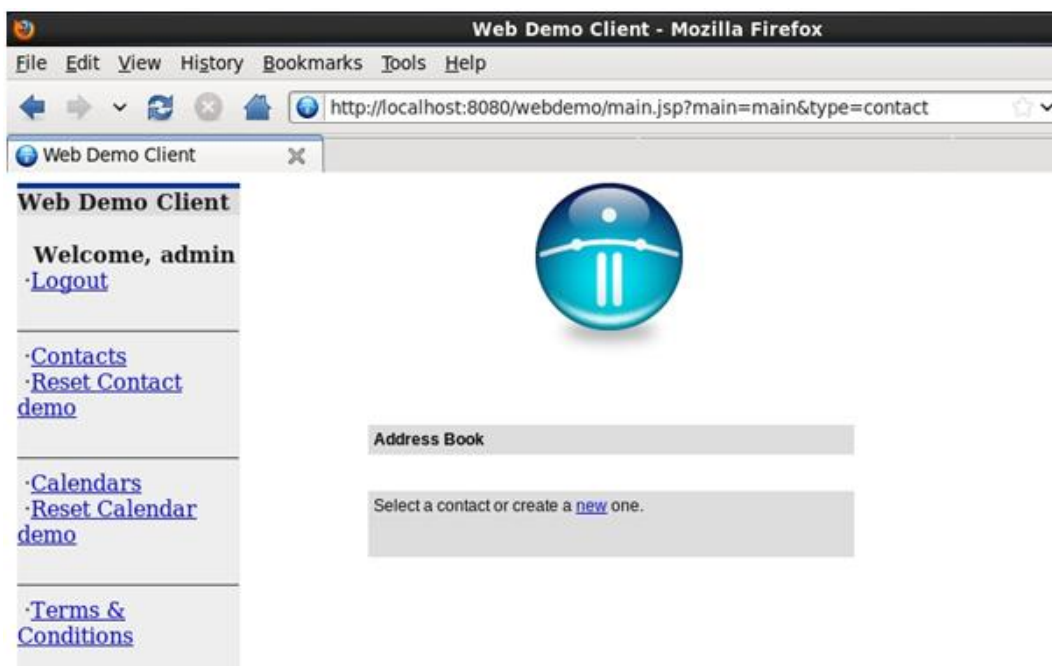 Web Demo Client - Mozilla Firefox
File Edit View History Bookmarks Tools Help
http://localhost:8080/webdemo/main.jsp?main=main&type=contact
Web Demo Client
Web Demo Client
Welcome, admin
·Logout
·Contacts
·Reset Contact
demo
·Calendars
·Reset Calendar
demo
·Terms &
Conditions
Address Book
Select a contact or create a new one.